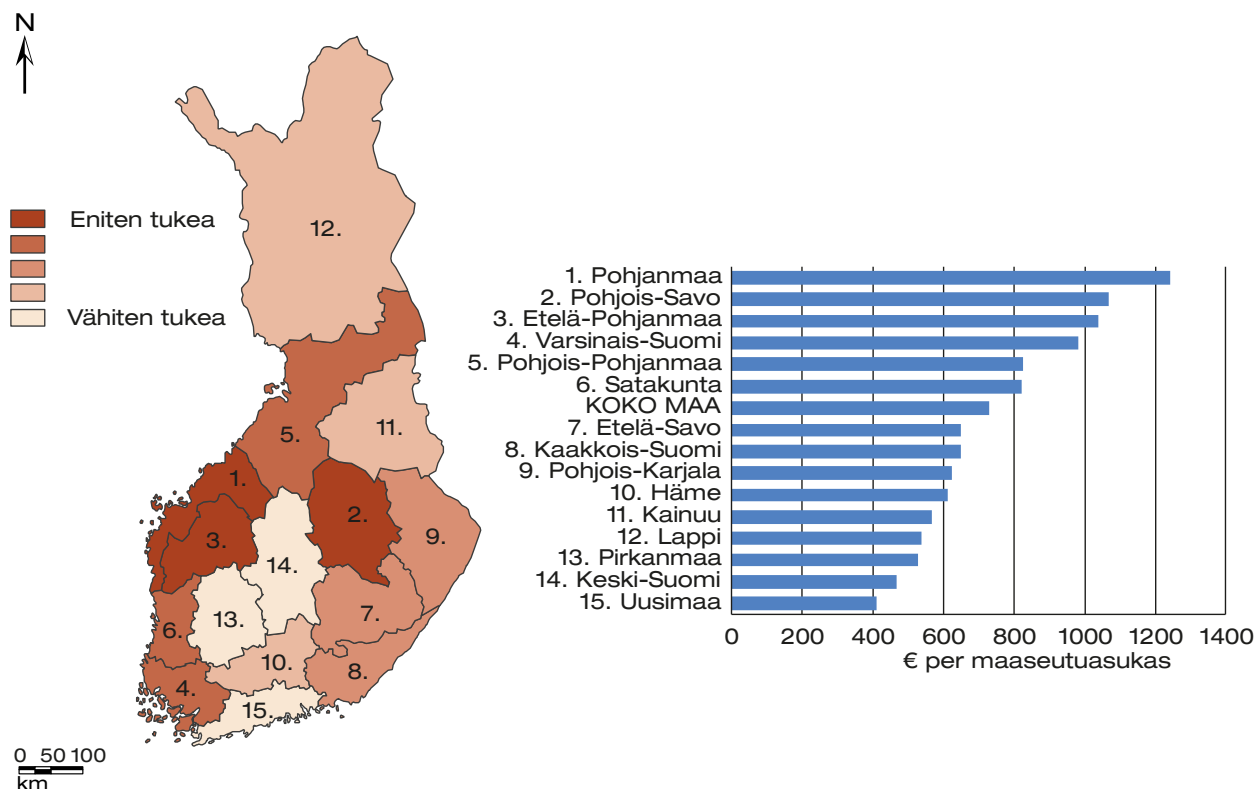 N
Eniten tukea
Vähiten tukea
12.
11.
5.
1.
2.
3.
9.
14.
7.
13.
6.
10.
8.
4.
15.
0 50 100
km
1. Pohjanmaa
2. Pohjois-Savo
3. Etelä-Pohjanmaa
4. Varsinais-Suomi
5. Pohjois-Pohjanmaa
6. Satakunta
KOKO MAA
7. Etelä-Savo
8. Kaakkois-Suomi
9. Pohjois-Karjala
10. Häme
11. Kainuu
12. Lappi
13. Pirkanmaa
14. Keski-Suomi
15. Uusimaa
0 200 400 600 800 1000 1200 1400
€ per maaseutuasukas